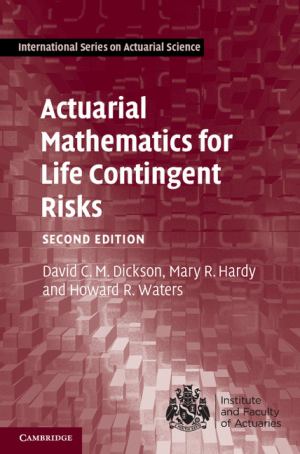 International Series on Actuarial Science
Actuarial
Mathematics for
Life Contingent
Risks
SECOND EDITION
David C. M. Dickson, Mary R. Hardy
and Howard R. Waters
Institute
and Faculty
of Actuaries
CAMBRIDGE